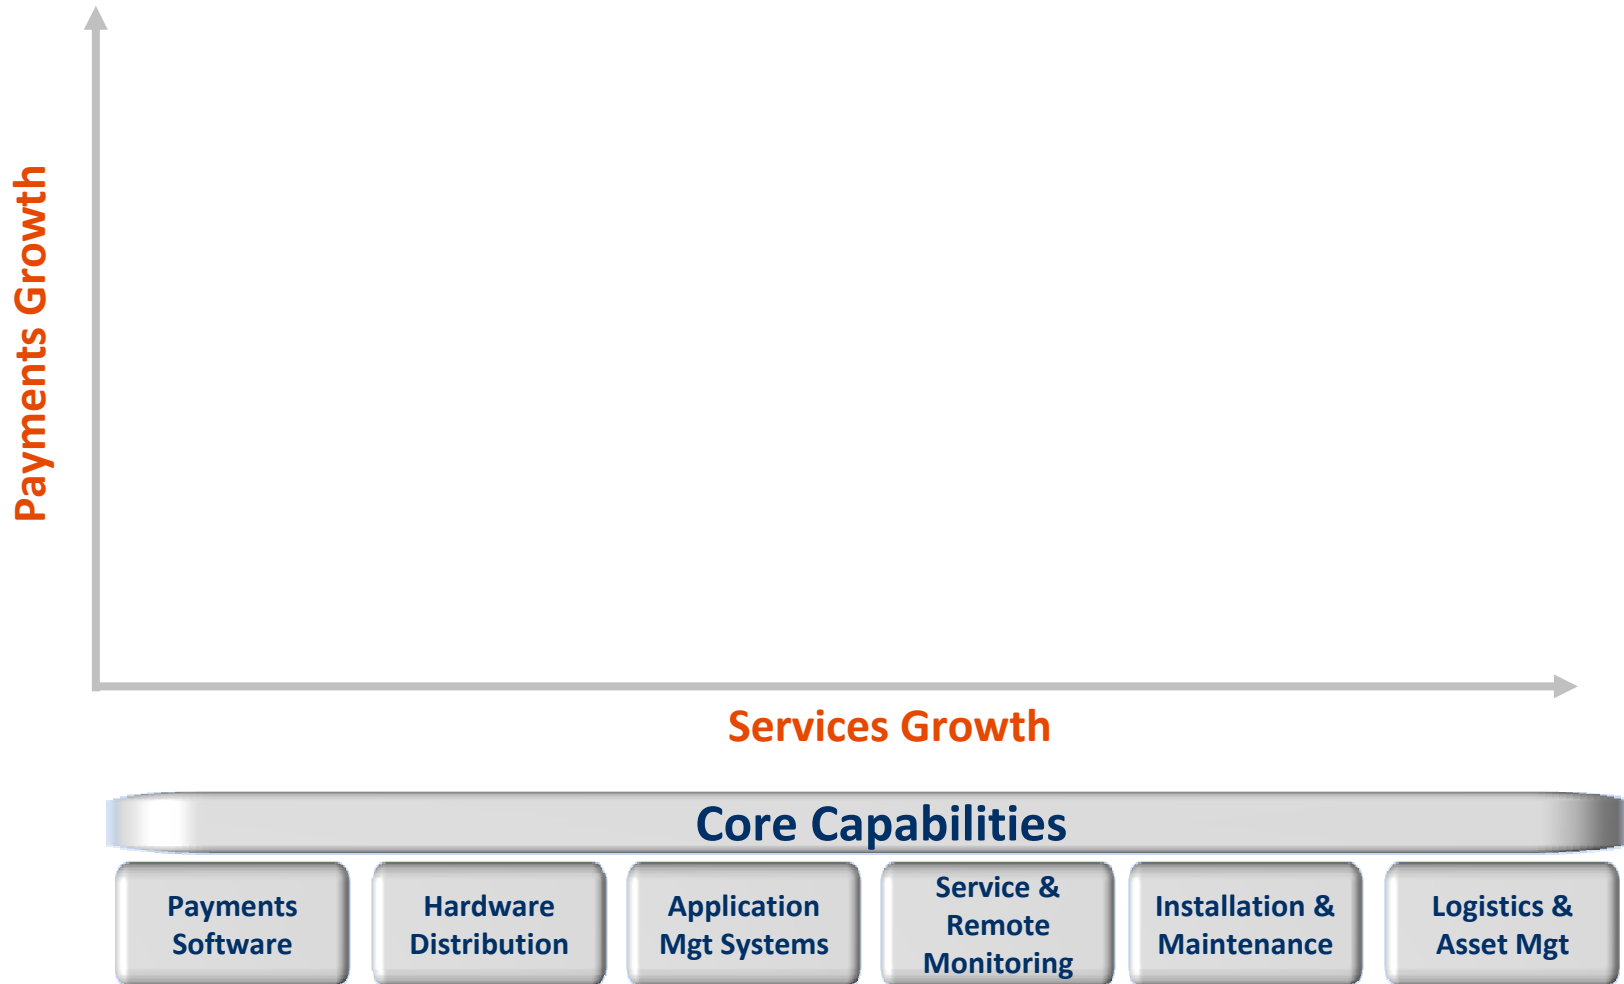 Payments Growth
Services Growth
Core Capabilities
Payments
Software
Hardware
Distribution
Application
Mgt Systems
Service &
Remote
Monitoring
Installation &
Maintenance
Logistics &
Asset Mgt